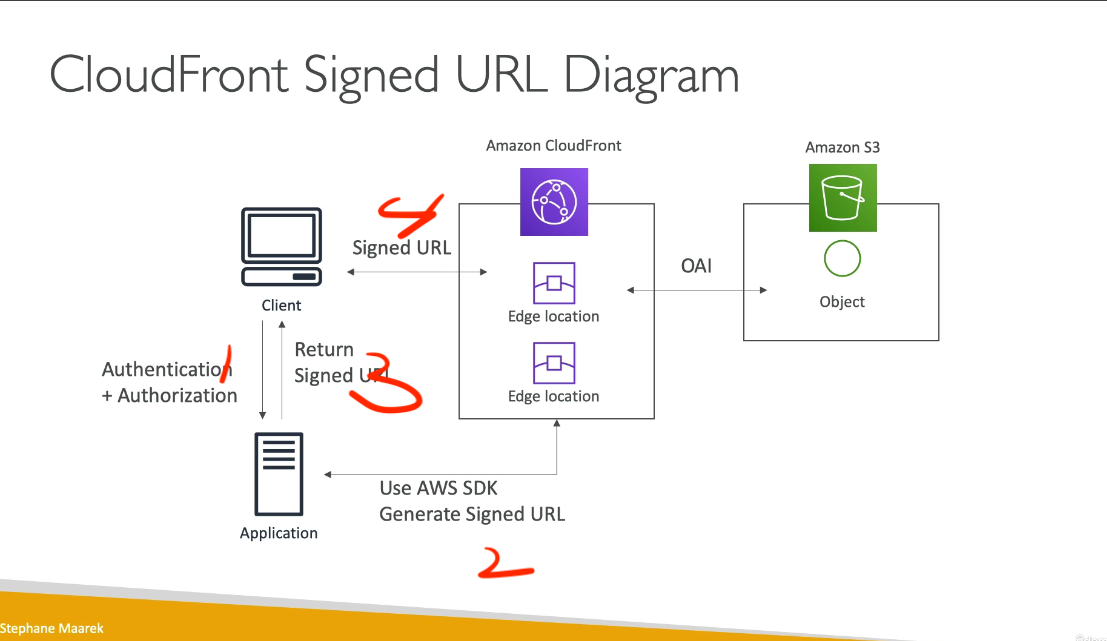 CloudFront Signed URL Diagram
Amazon CloudFront
Amazon S3
4
Signed URL
OAI
Client
Edge location
Object
Authentication
+ Authorization
1
Return
Signed URL
3
Edge location
Use AWS SDK
Generate Signed URL
Application
2
Stephane Maarek